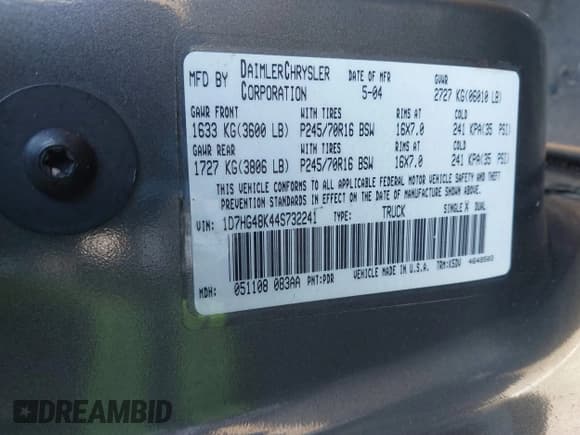 MFD BY DAIMLERCHRYSLER CORPORATION DATE OF MFR 5-04 GVWR 2727 KG(06010 LB)
GAWR FRONT WITH TIRES RIMS AT COLD
1633 KG(3600 LB) P245/70R16 BSW 16X7.0 241 KPA(35 PSI)
GAWR REAR WITH TIRES RIMS AT COLD
1727 KG(3806 LB) P245/70R16 BSW 16X7.0 241 KPA(35 PSI)
THIS VEHICLE CONFORMS TO ALL APPLICABLE FEDERAL MOTOR VEHICLE SAFETY AND THEFT
PREVENTION STANDARDS IN EFFECT ON THE DATE OF MANUFACTURE SHOWN ABOVE.
VIN: 1D7HG48K44S732241 TYPE: TRUCK SINGLE X DUAL
MDH: 051108 083AA PNT:PDR VEHICLE MADE IN U.S.A. TRM:X5DV
DREAMBID